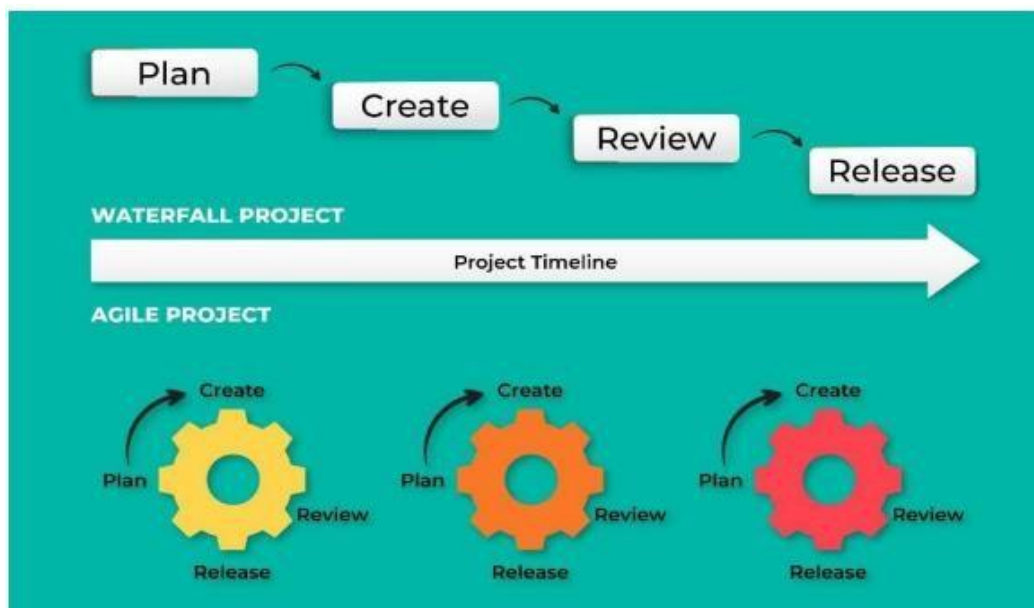 Plan
Create
Review
Release
WATERFALL PROJECT
Project Timeline
AGILE PROJECT
Create
Plan
Review
Release
Create
Plan
Review
Release
Create
Plan
Review
Release